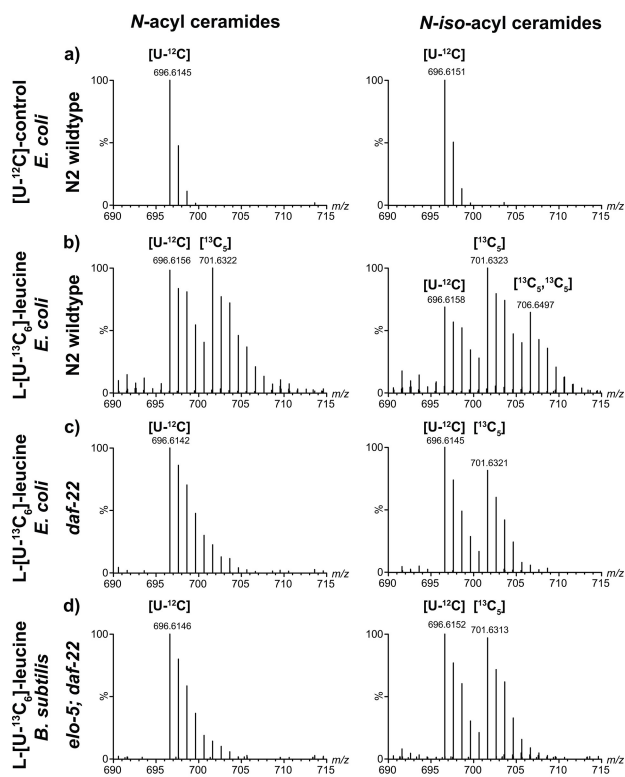 N-acyl ceramides
N-iso-acyl ceramides
a)
[U-¹²C]-control
E. coli
N2 wildtype
[U-¹²C]
696.6145
100
%
0
690 695 700 705 710 715
m/z
[U-¹²C]
696.6151
100
%
0
690 695 700 705 710 715
m/z
b)
L-[U-¹³C₆]-leucine
E. coli
N2 wildtype
[U-¹²C] [¹³C₅]
696.6156 701.6322
100
%
0
690 695 700 705 710 715
m/z
[¹³C₅]
701.6323
[U-¹²C]
696.6158
[¹³C₅,¹³C₅]
706.6497
100
%
0
690 695 700 705 710 715
m/z
c)
L-[U-¹³C₆]-leucine
E. coli
daf-22
[U-¹²C]
696.6142
100
%
0
690 695 700 705 710 715
m/z
[U-¹²C] [¹³C₅]
696.6145
701.6321
100
%
0
690 695 700 705 710 715
m/z
d)
L-[U-¹³C₆]-leucine
B. subtilis
elo-5; daf-22
[U-¹²C]
696.6146
100
%
0
690 695 700 705 710 715
m/z
[U-¹²C] [¹³C₅]
696.6152
701.6313
100
%
0
690 695 700 705 710 715
m/z